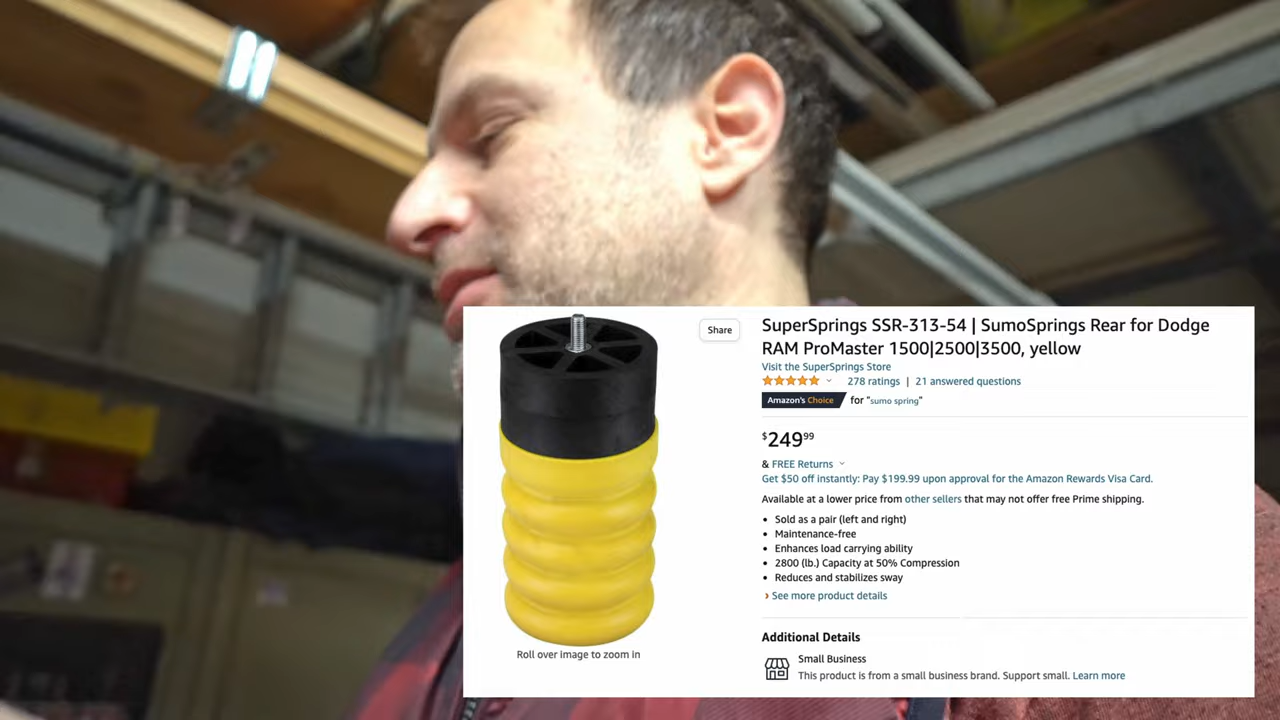 Share
SuperSprings SSR-313-54 | SumoSprings Rear for Dodge
RAM ProMaster 1500|2500|3500, yellow
Visit the SuperSprings Store
278 ratings | 21 answered questions
Amazon's Choice for "sumo spring"
$249.99
& FREE Returns
Get $50 off instantly: Pay $199.99 upon approval for the Amazon Rewards Visa Card.
Available at a lower price from other sellers that may not offer free Prime shipping.
• Sold as a pair (left and right)
• Maintenance-free
• Enhances load carrying ability
• 2800 (lb.) Capacity at 50% Compression
• Reduces and stabilizes sway
› See more product details
Roll over image to zoom in
Additional Details
Small Business
This product is from a small business brand. Support small. Learn more